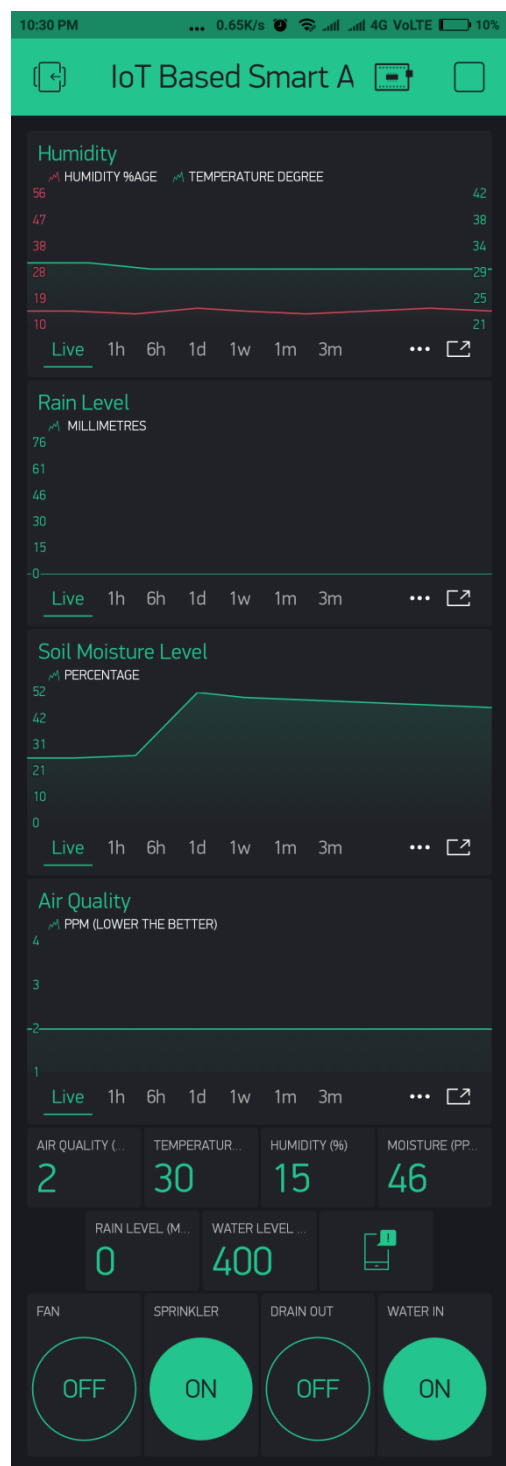 10:30 PM ... 0.65K/s 4G VoLTE 10%
IoT Based Smart A
Humidity
HUMIDITY %AGE TEMPERATURE DEGREE
56 42
47 38
38 34
28 29
19 25
10 21
Live 1h 6h 1d 1w 1m 3m ...
Rain Level
MILLIMETRES
76
61
46
30
15
0
Live 1h 6h 1d 1w 1m 3m ...
Soil Moisture Level
PERCENTAGE
52
42
31
21
10
0
Live 1h 6h 1d 1w 1m 3m ...
Air Quality
PPM (LOWER THE BETTER)
4
3
2
1
Live 1h 6h 1d 1w 1m 3m ...
AIR QUALITY (... TEMPERATUR... HUMIDITY (%) MOISTURE (PP...
2 30 15 46
RAIN LEVEL (M... WATER LEVEL ...
0 400
FAN SPRINKLER DRAIN OUT WATER IN
OFF ON OFF ON